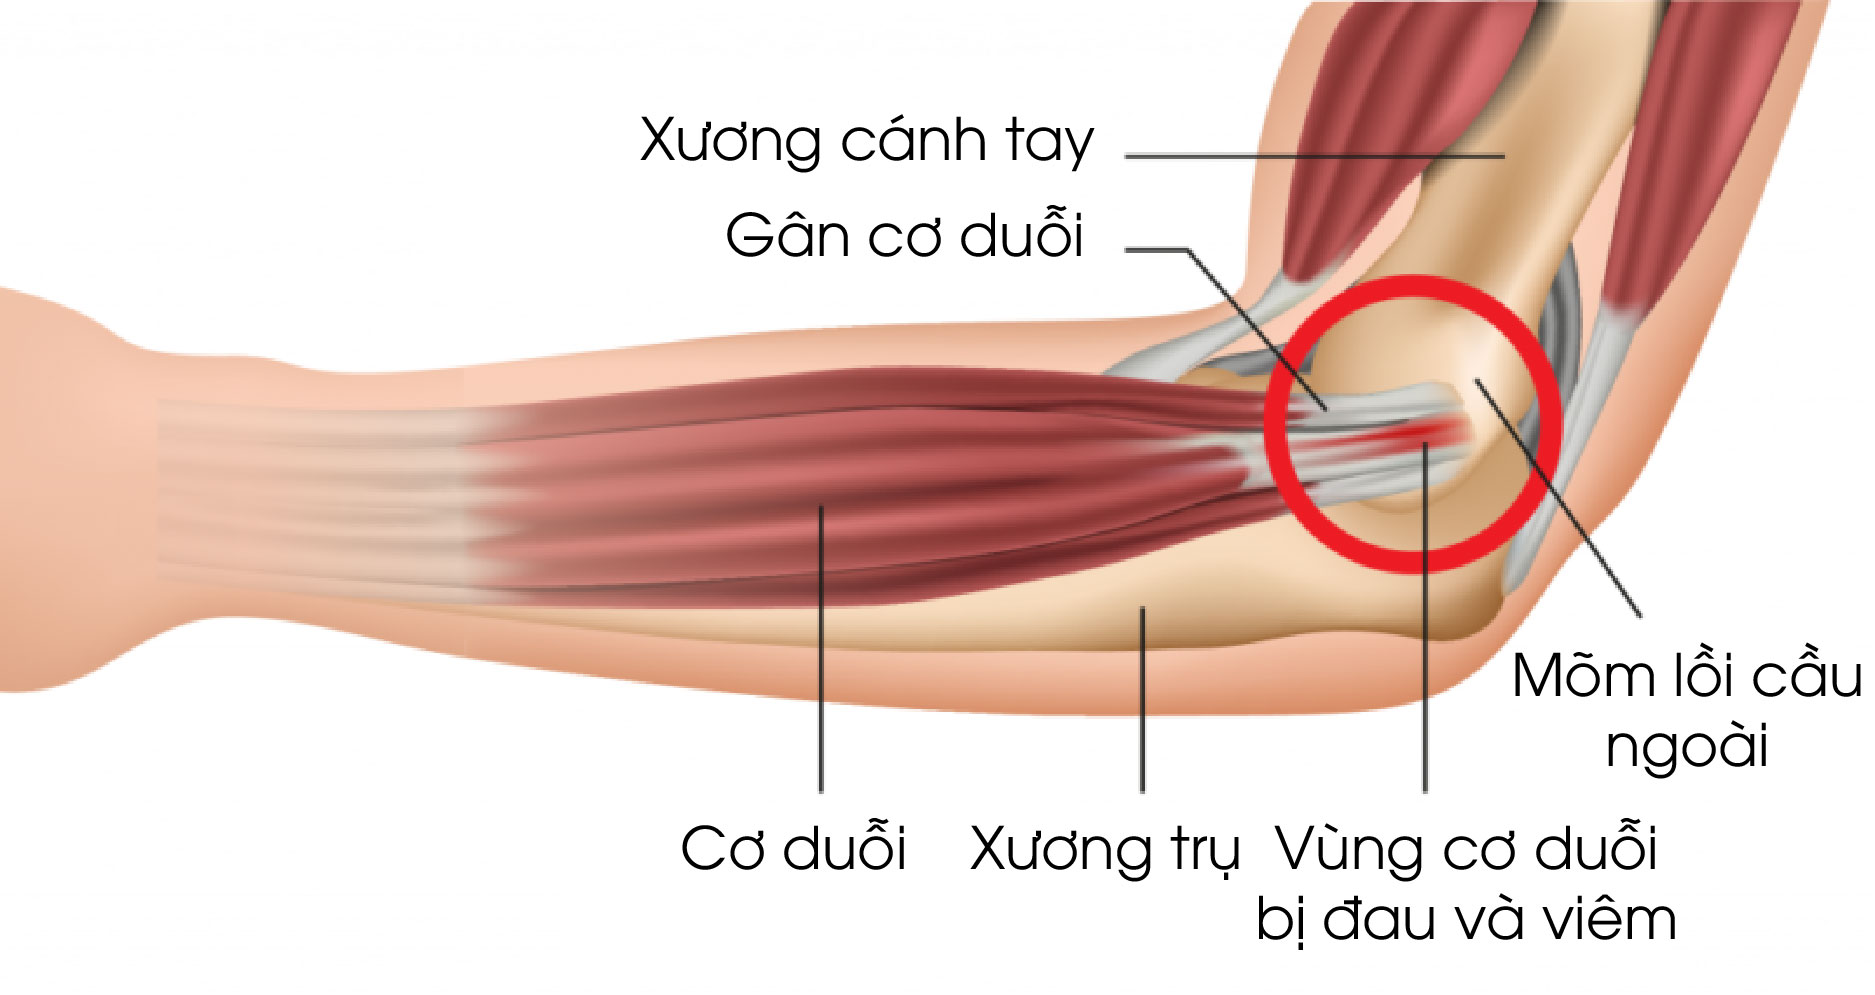 Xương cánh tay
Gân cơ duỗi
Mõm lồi cầu
ngoài
Cơ duỗi
Xương trụ
Vùng cơ duỗi
bị đau và viêm